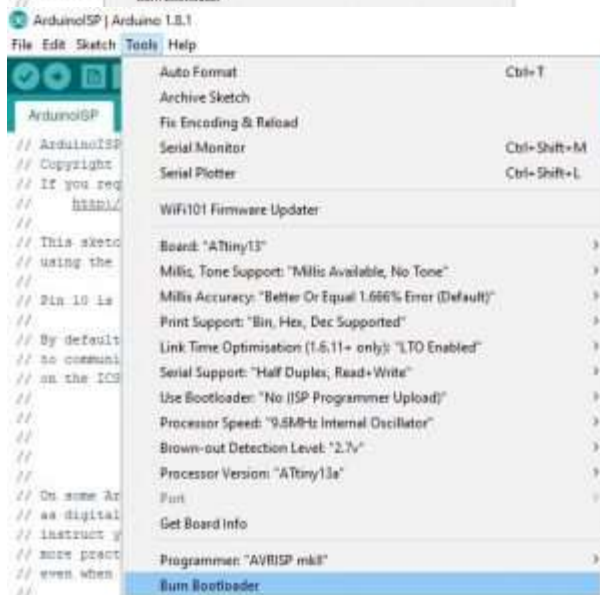 ArduinoISP | Arduino 1.8.1
File Edit Sketch Tools Help
ArduinoISP
Auto Format Ctrl+T
Archive Sketch
Fix Encoding & Reload
Serial Monitor Ctrl+Shift+M
Serial Plotter Ctrl+Shift+L
WiFi101 Firmware Updater
Board: "ATtiny13"
Millis, Tone Support: "Millis Available, No Tone"
Millis Accuracy: "Better Or Equal 1.666% Error (Default)"
Print Support: "Bin, Hex, Dec Supported"
Link Time Optimisation (1.6.11+ only): "LTO Enabled"
Serial Support: "Half Duplex, Read+Write"
Use Bootloader: "No (ISP Programmer Upload)"
Processor Speed: "9.6MHz Internal Oscillator"
Brown-out Detection Level: "2.7v"
Processor Version: "ATtiny13a"
Port
Get Board Info
Programmer: "AVRISP mkII"
Burn Bootloader
// ArduinoISP
// Copyright
// If you req
// http:/
//
// This sketc
// using the
//
// Pin 10 is
//
// By default
// to communi
// on the ICS
//
//
//
//
// On some Ar
// as digital
// instruct y
// more pract
// even when
//